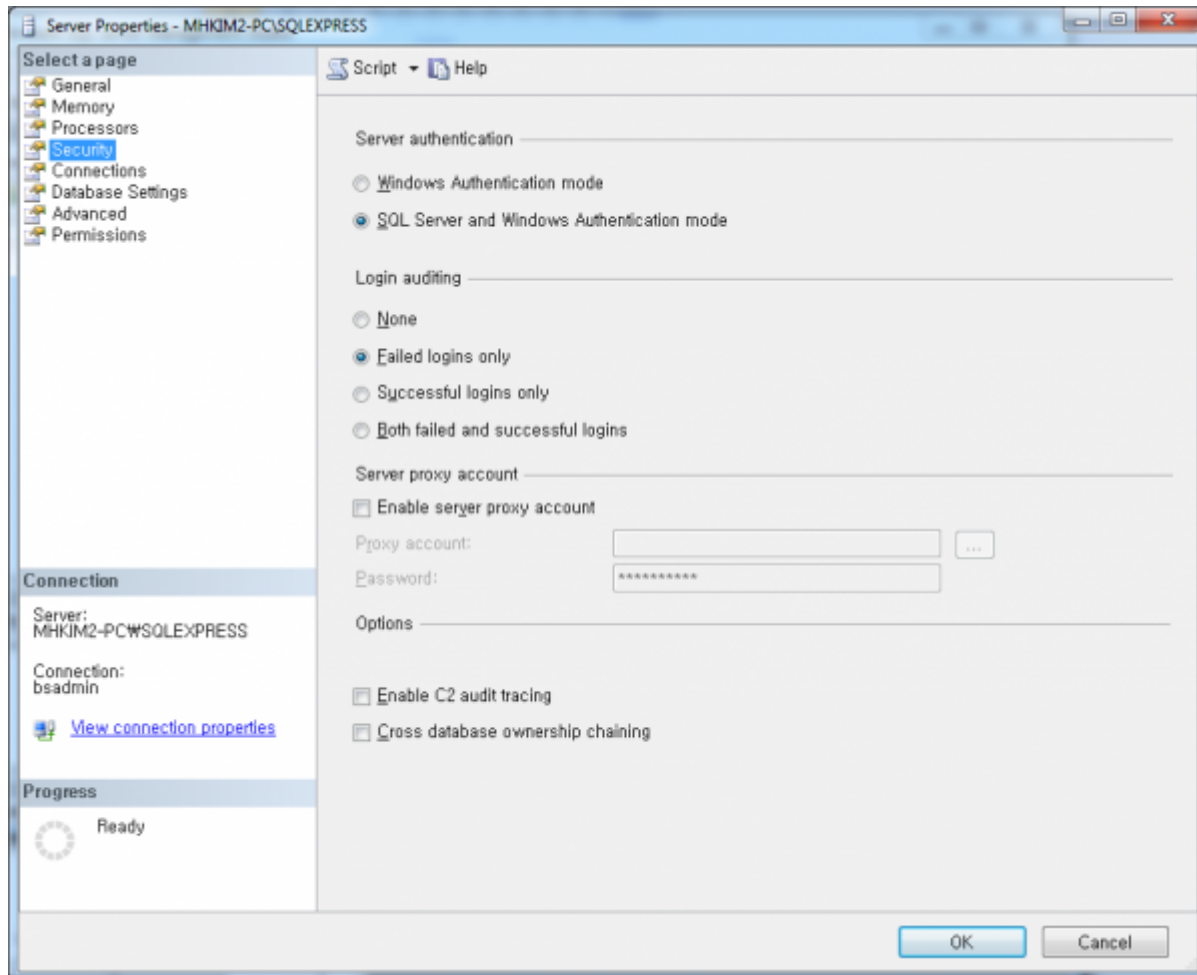 Server Properties - MHKIM2-PC\SQLEXPRESS
Select a page
General
Memory
Processors
Security
Connections
Database Settings
Advanced
Permissions
Script
Help
Server authentication
Windows Authentication mode
SQL Server and Windows Authentication mode
Login auditing
None
Failed logins only
Successful logins only
Both failed and successful logins
Server proxy account
Enable server proxy account
Proxy account:
...
Password:
**********
Options
Enable C2 audit tracing
Cross database ownership chaining
Connection
Server:
MHKIM2-PC₩SQLEXPRESS
Connection:
bsadmin
View connection properties
Progress
Ready
OK
Cancel